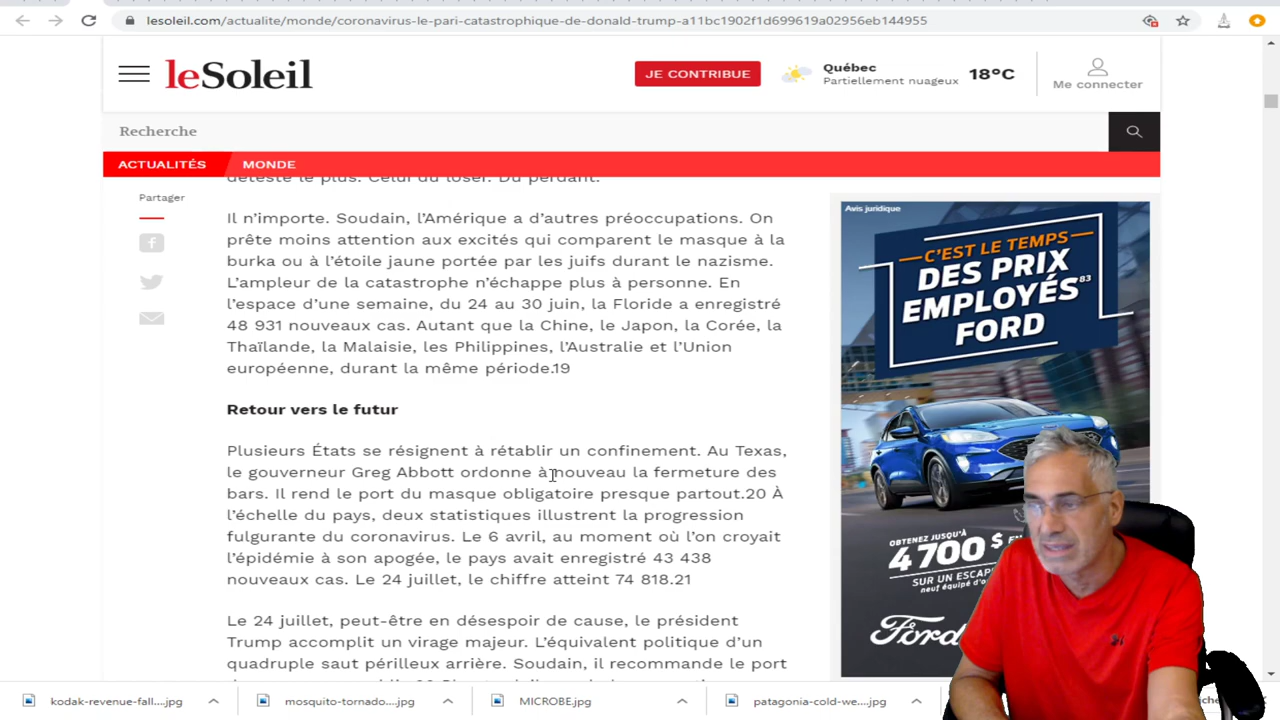 lesoleil.com/actualite/monde/coronavirus-le-pari-catastrophique-de-donald-trump-a11bc1902f1d699619a02956eb144955
leSoleil
JE CONTRIBUE
Québec
Partiellement nuageux
18°C
Me connecter
Recherche
ACTUALITÉS
MONDE
Partager
déteste le plus. Celui du loser. Du perdant.
Il n’importe. Soudain, l’Amérique a d’autres préoccupations. On
prête moins attention aux excités qui comparent le masque à la
burka ou à l’étoile jaune portée par les juifs durant le nazisme.
L’ampleur de la catastrophe n’échappe plus à personne. En
l’espace d’une semaine, du 24 au 30 juin, la Floride a enregistré
48 931 nouveaux cas. Autant que la Chine, le Japon, la Corée, la
Thaïlande, la Malaisie, les Philippines, l’Australie et l’Union
européenne, durant la même période.19
Retour vers le futur
Plusieurs États se résignent à rétablir un confinement. Au Texas,
le gouverneur Greg Abbott ordonne à nouveau la fermeture des
bars. Il rend le port du masque obligatoire presque partout.20 À
l’échelle du pays, deux statistiques illustrent la progression
fulgurante du coronavirus. Le 6 avril, au moment où l’on croyait
l’épidémie à son apogée, le pays avait enregistré 43 438
nouveaux cas. Le 24 juillet, le chiffre atteint 74 818.21
Le 24 juillet, peut-être en désespoir de cause, le président
Trump accomplit un virage majeur. L’équivalent politique d’un
quadruple saut périlleux arrière. Soudain, il recommande le port
Avis juridique
C'EST LE TEMPS
DES PRIX
EMPLOYÉS83
FORD
OBTENEZ JUSQU'À
4 700 $ EN
SUR UN ESCAPE
neuf équipé d'o
Ford
kodak-revenue-fall....jpg
mosquito-tornado....jpg
MICROBE.jpg
patagonia-cold-we....jpg